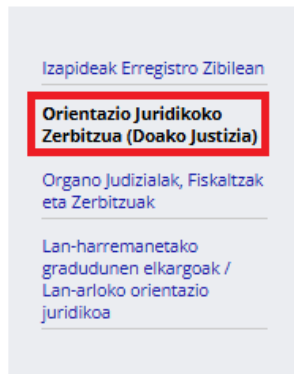 Izapideak Erregistro Zibilean
Orientazio Juridikoko
Zerbitzua (Doako Justizia)
Organo Judizialak, Fiskaltzak
eta Zerbitzuak
Lan-harremanetako
gradudunen elkargoak /
Lan-arloko orientazio
juridikoa